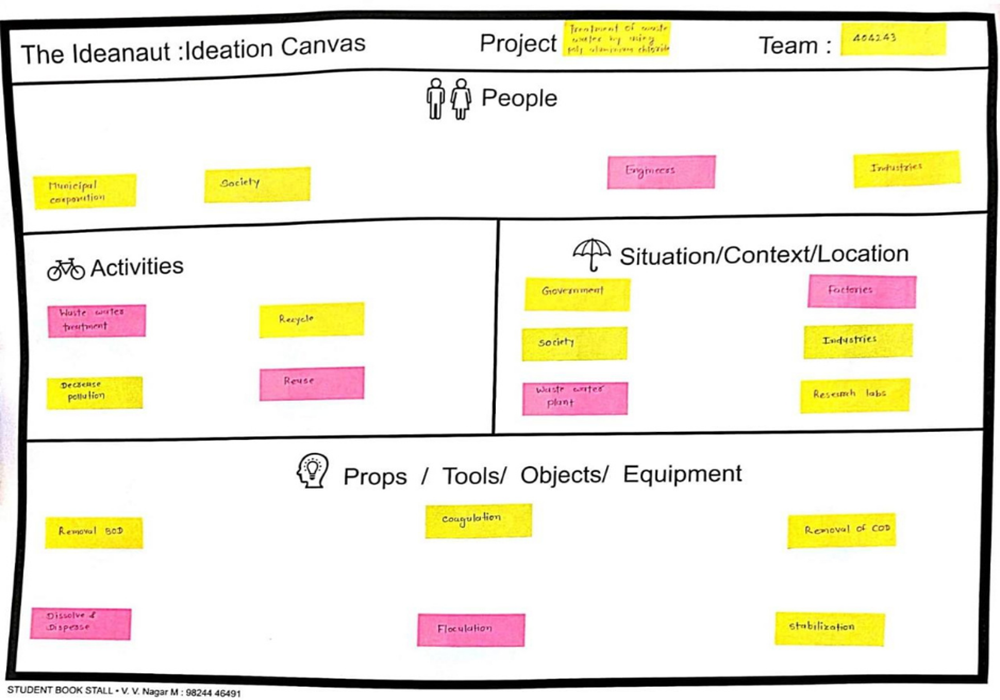 The Ideanaut :Ideation Canvas
Project
Treatment of waste
water by using
poly aluminum chloride
Team :
404243
People
Municipal
corporation
Society
Engineers
Industries
Activities
Waste water
treatment
Recycle
Decrease
pollution
Reuse
Situation/Context/Location
Government
Factories
Society
Industries
Waste water
plant
Research labs
Props / Tools/ Objects/ Equipment
Removal BOD
Coagulation
Removal of COD
Dissolve &
Dispease
Floculation
Stabilization
STUDENT BOOK STALL • V. V. Nagar M : 98244 46491